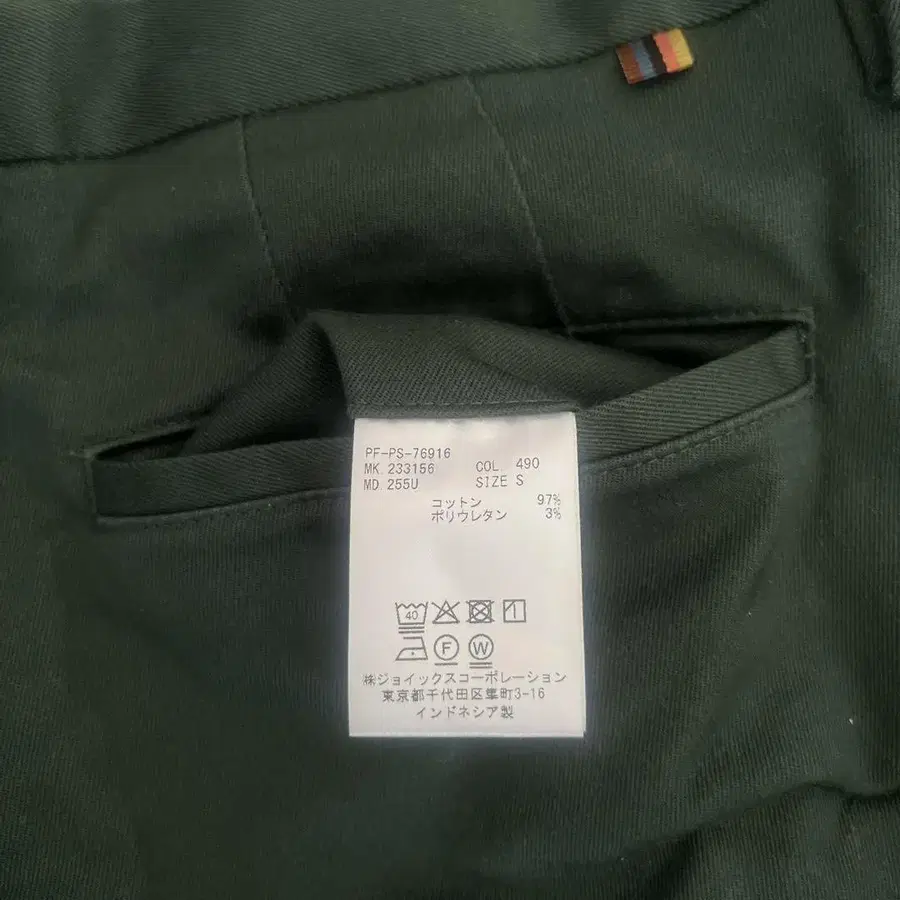 PF-PS-76916
MK. 233156 COL. 490
MD. 255U SIZE S
コットン 97%
ポリウレタン 3%
40
F W
㈱ジョイックスコーポレーション
東京都千代田区隼町3-16
インドネシア製